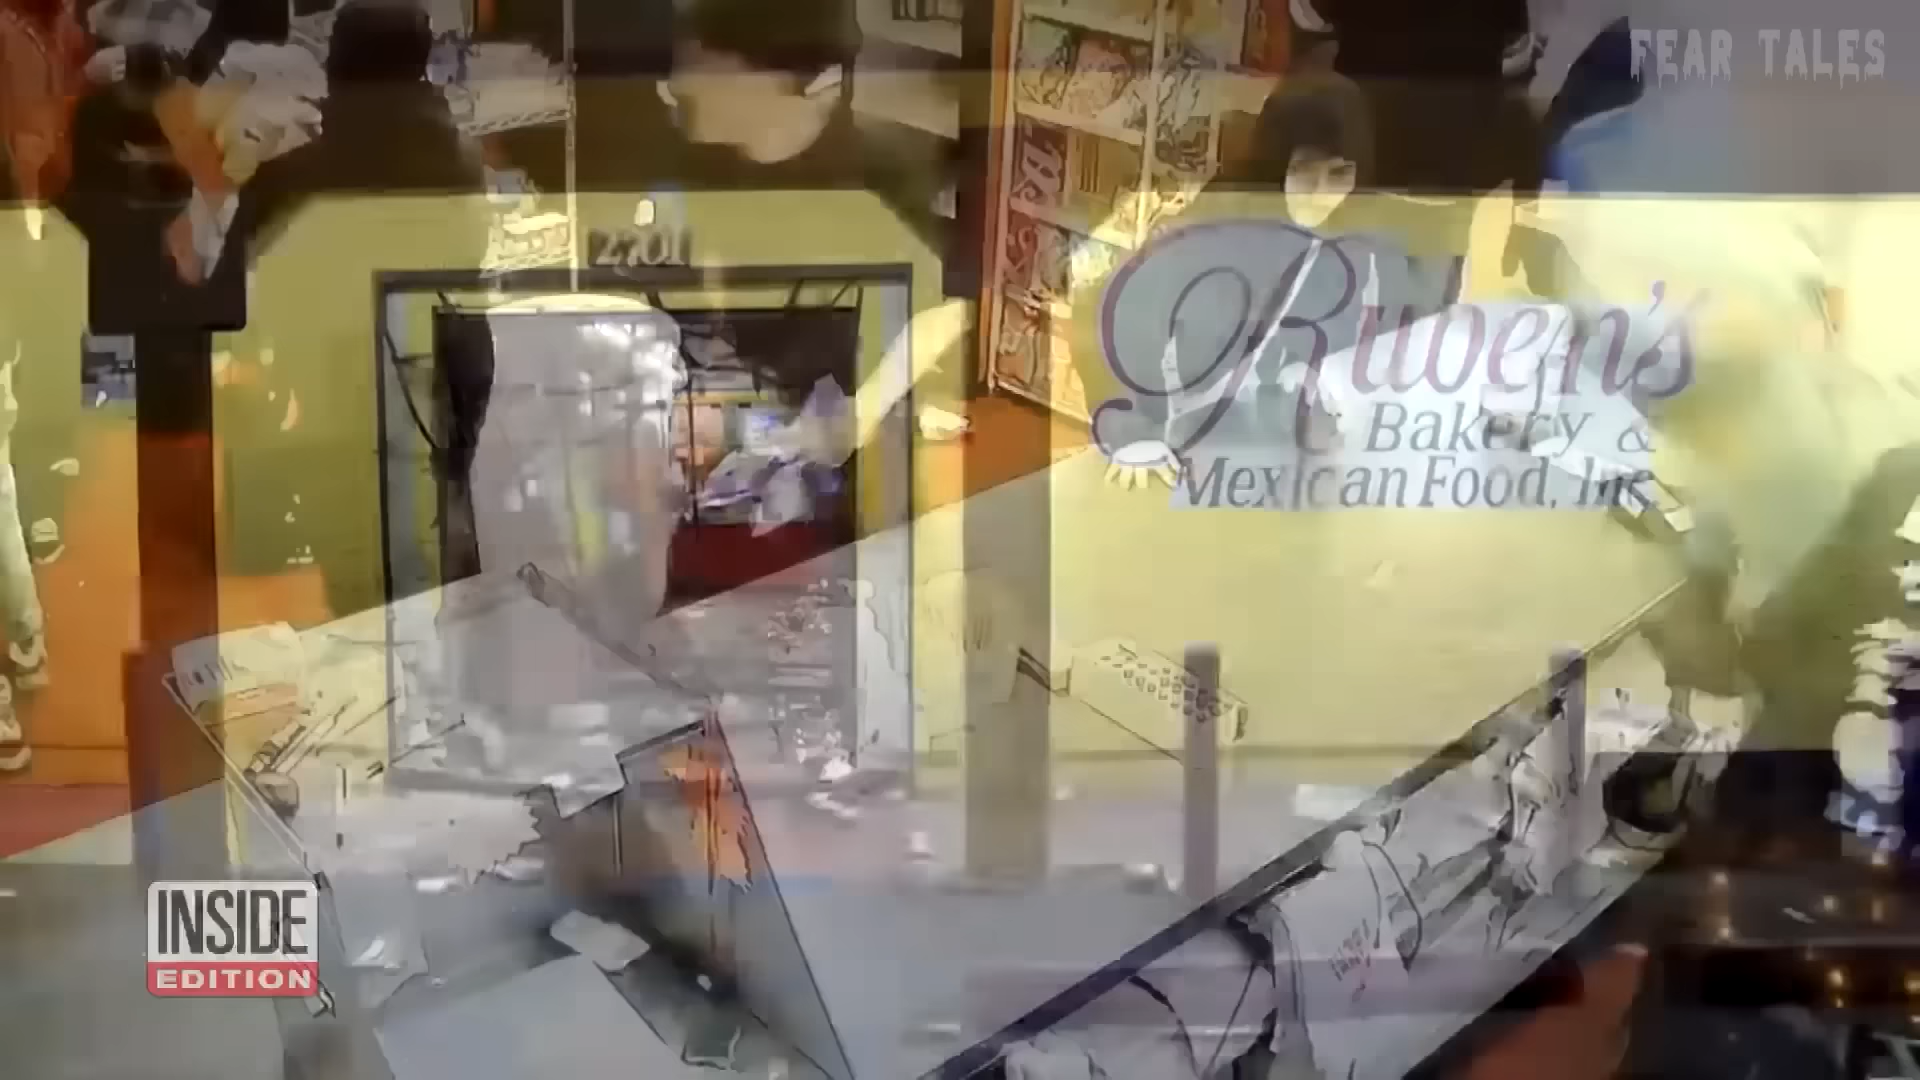 FEAR TALES
2701
Ruben's
Bakery &
Mexican Food, Inc
INSIDE
EDITION